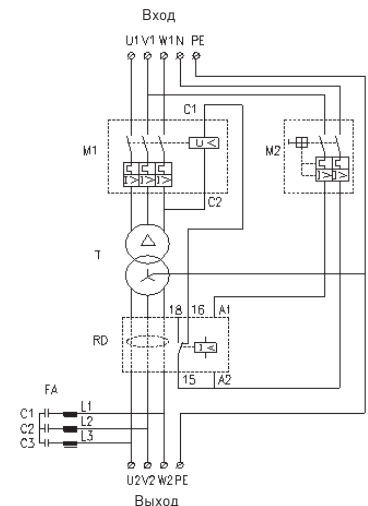 Вход
U1 V1 W1 N PE
C1
M1
U<
M2
I> I> I>
I> I>
C2
T
18 16 A1
RD
I<
15 A2
FA
C1 L1
C2 L2
C3 L3
U2 V2 W2 PE
Выход